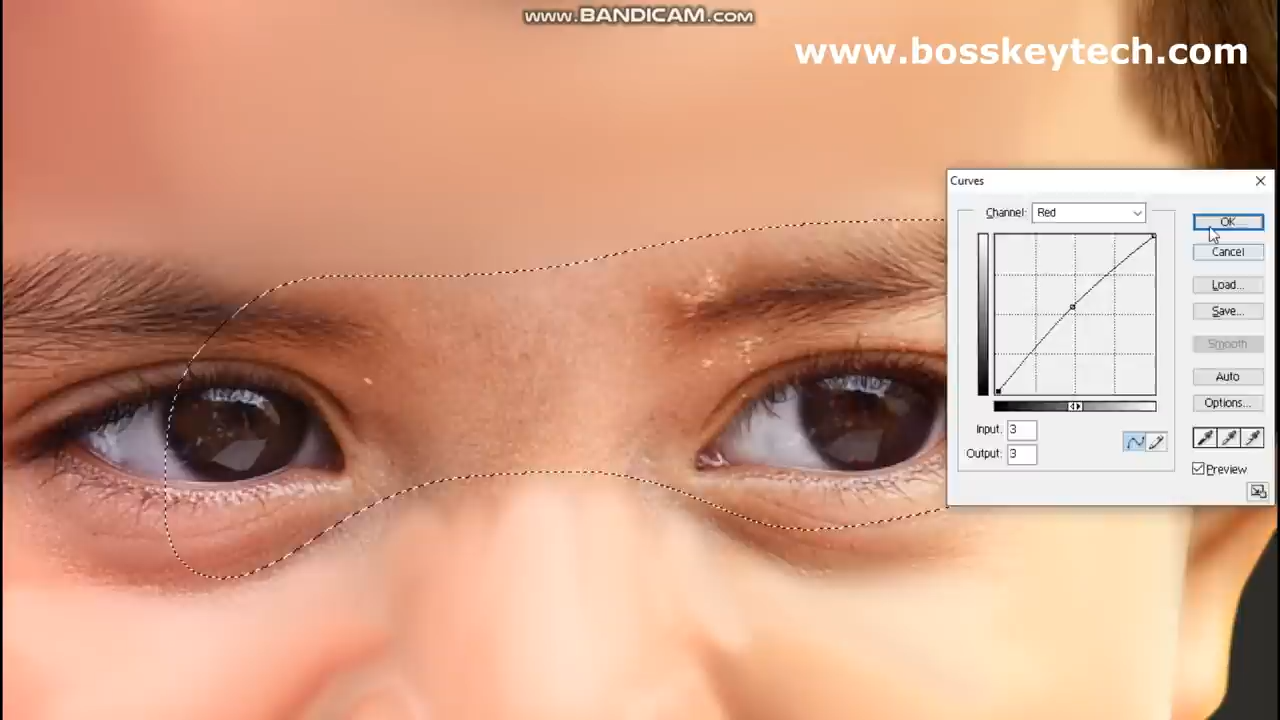 www.BANDICAM.com
www.bosskeytech.com
Curves
Channel: Red
OK
Cancel
Load...
Save...
Smooth
Auto
Options...
Input: 3
Output: 3
Preview